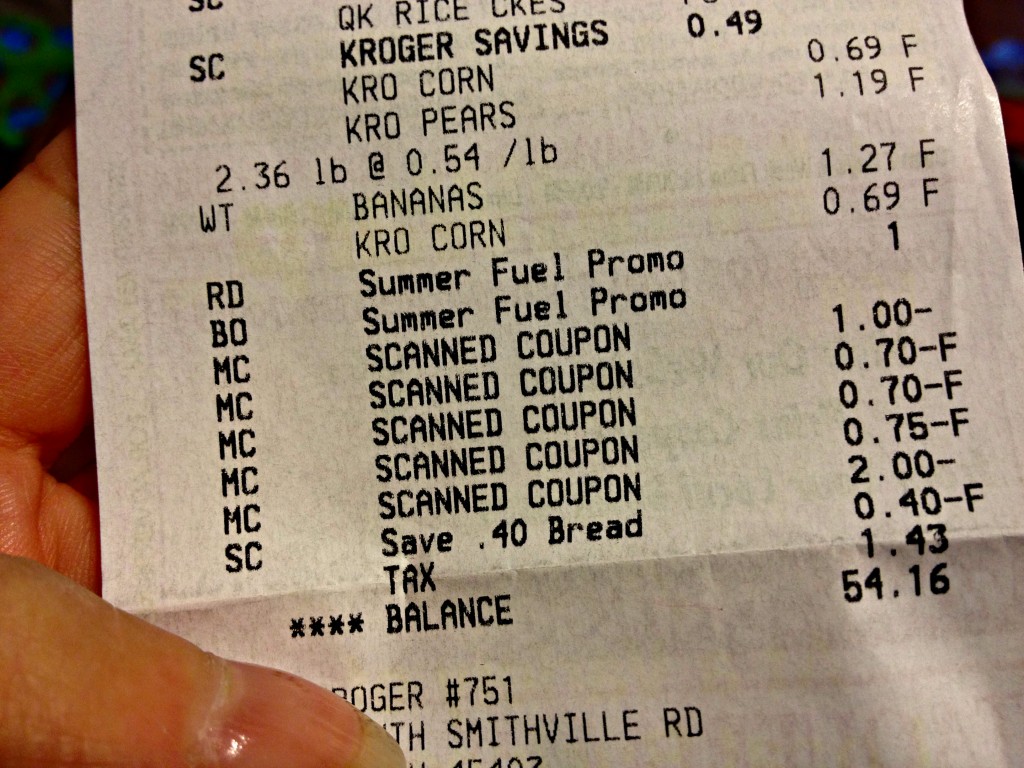 SC QK RICE CKES
SC KROGER SAVINGS 0.49
KRO CORN 0.69 F
KRO PEARS 1.19 F
2.36 lb @ 0.54 /lb
WT BANANAS 1.27 F
KRO CORN 0.69 F
RD Summer Fuel Promo 1
BO Summer Fuel Promo
MC SCANNED COUPON 1.00-
MC SCANNED COUPON 0.70-F
MC SCANNED COUPON 0.70-F
MC SCANNED COUPON 0.75-F
MC SCANNED COUPON 2.00-
SC Save .40 Bread 0.40-F
TAX 1.43
**** BALANCE 54.16
ROGER #751
TH SMITHVILLE RD